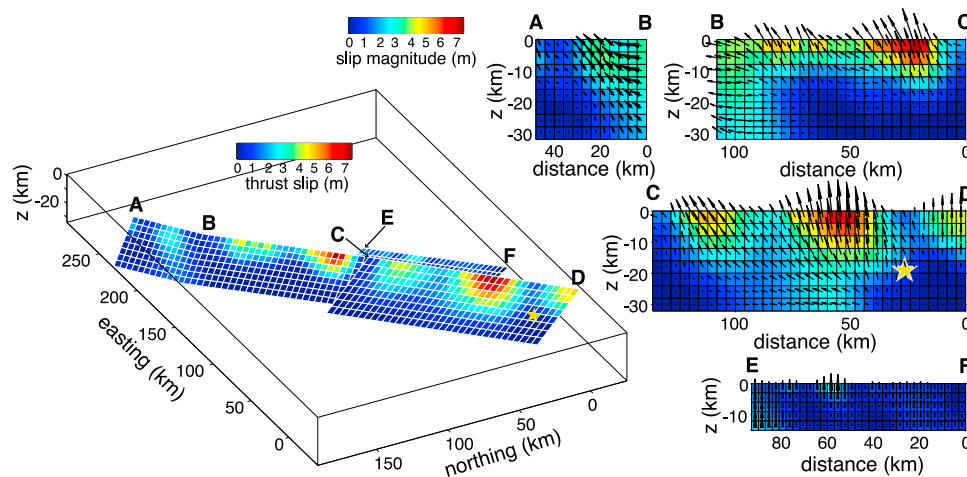 0 1 2 3 4 5 6 7
slip magnitude (m)
0 1 2 3 4 5 6 7
thrust slip (m)
z (km)
0
-20
A
B
C
E
F
D
250
200
150
100
50
0
easting (km)
150
100
50
0
northing (km)
A B
z (km)
0
-10
-20
-30
40 20 0
distance (km)
B C
z (km)
0
-10
-20
-30
100 50 0
distance (km)
C D
z (km)
0
-10
-20
-30
100 50 0
distance (km)
E F
z (km)
0
-10
80 60 40 20 0
distance (km)